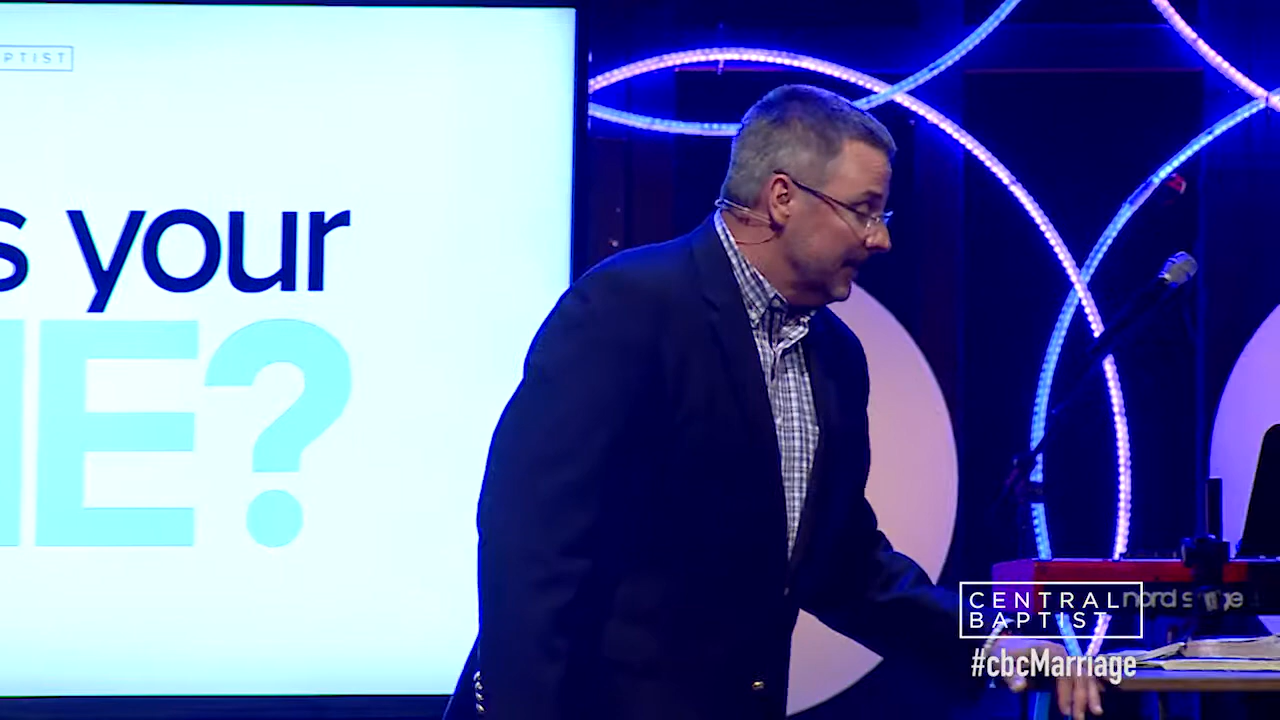 PTIST
s your
E?
CENTRAL
BAPTIST
nord
#cbcMarriage